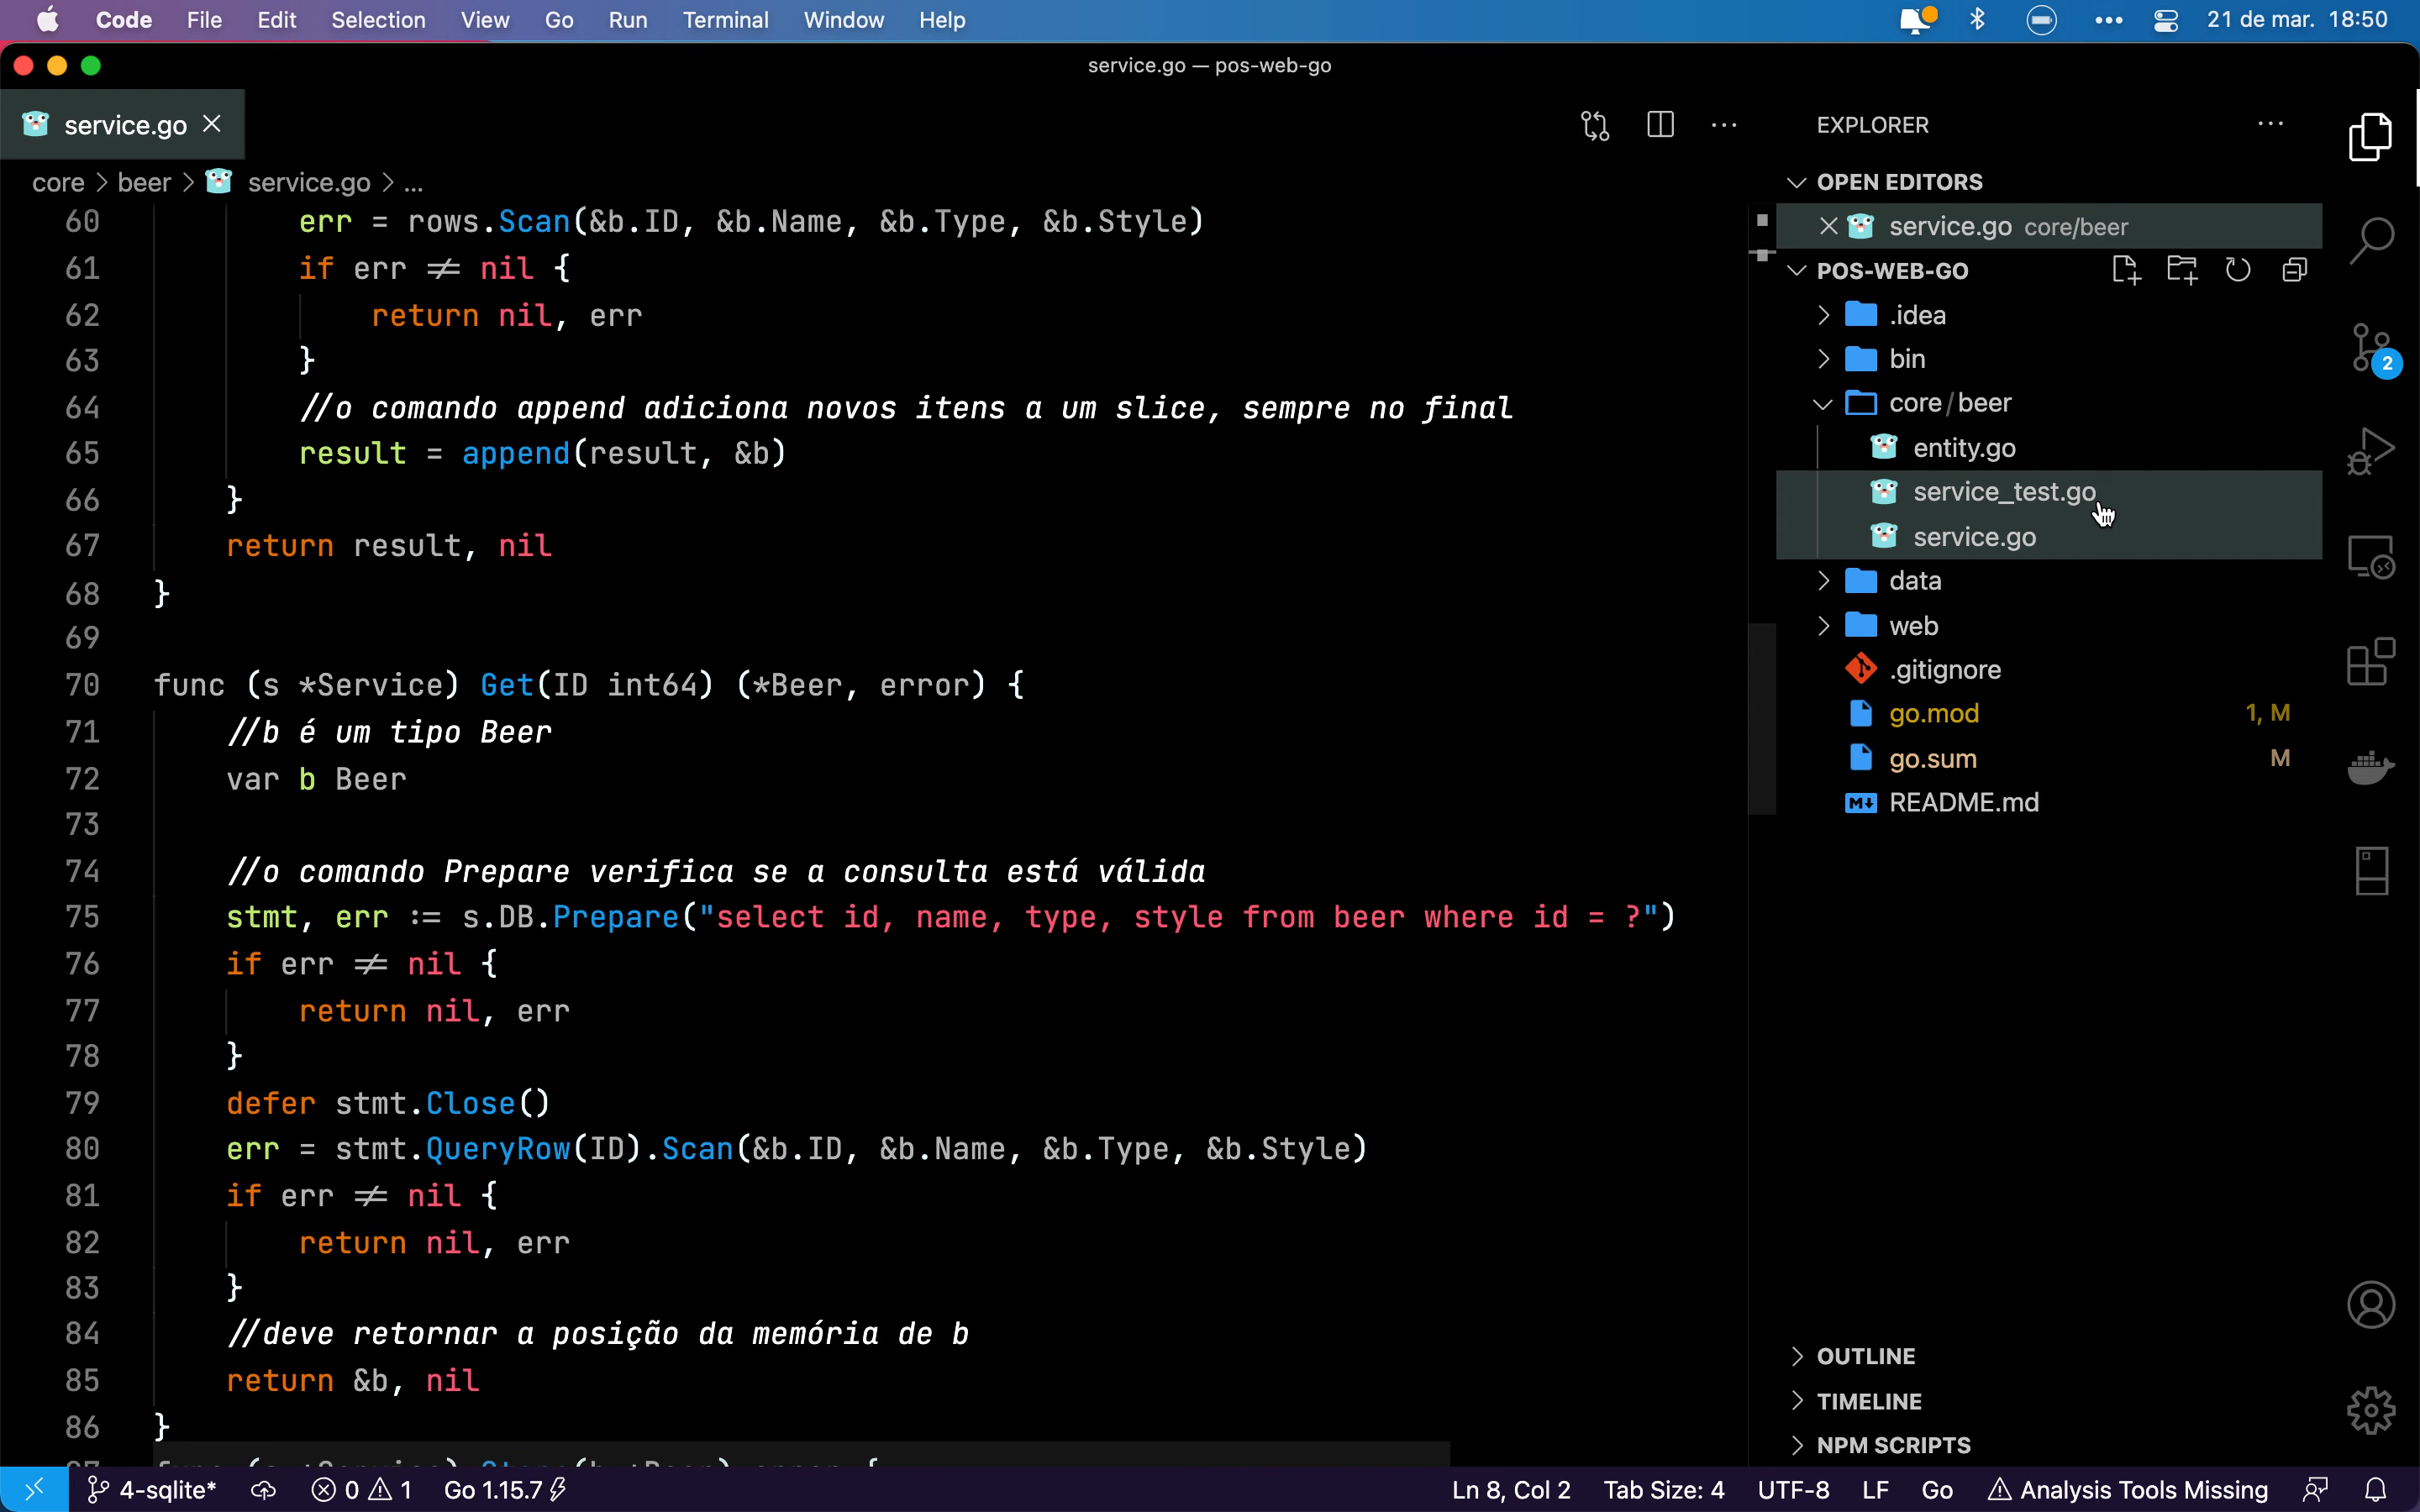 Code File Edit Selection View Go Run Terminal Window Help 21 de mar. 18:50
service.go — pos-web-go
service.go
core > beer > service.go > ...
60 err = rows.Scan(&b.ID, &b.Name, &b.Type, &b.Style)
61 if err != nil {
62 return nil, err
63 }
64 //o comando append adiciona novos itens a um slice, sempre no final
65 result = append(result, &b)
66 }
67 return result, nil
68 }
69
70 func (s *Service) Get(ID int64) (*Beer, error) {
71 //b é um tipo Beer
72 var b Beer
73
74 //o comando Prepare verifica se a consulta está válida
75 stmt, err := s.DB.Prepare("select id, name, type, style from beer where id = ?")
76 if err != nil {
77 return nil, err
78 }
79 defer stmt.Close()
80 err = stmt.QueryRow(ID).Scan(&b.ID, &b.Name, &b.Type, &b.Style)
81 if err != nil {
82 return nil, err
83 }
84 //deve retornar a posição da memória de b
85 return &b, nil
86 }
EXPLORER
OPEN EDITORS
service.go core/beer
POS-WEB-GO
.idea
bin
core/beer
entity.go
service_test.go
service.go
data
web
.gitignore
go.mod 1, M
go.sum M
README.md
OUTLINE
TIMELINE
NPM SCRIPTS
2
4-sqlite* 0 1 Go 1.15.7 Ln 8, Col 2 Tab Size: 4 UTF-8 LF Go Analysis Tools Missing